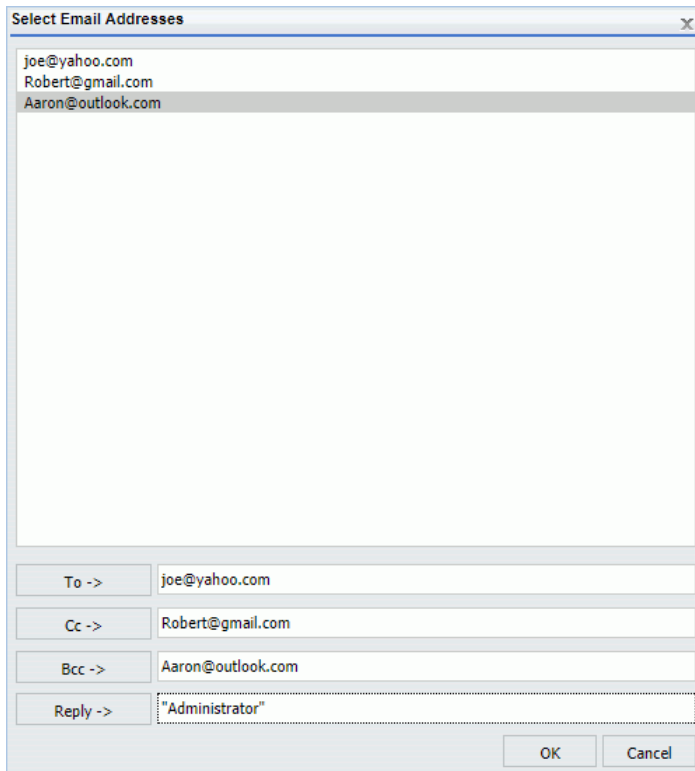 Select Email Addresses
x
joe@yahoo.com
Robert@gmail.com
Aaron@outlook.com
To -> joe@yahoo.com
Cc -> Robert@gmail.com
Bcc -> Aaron@outlook.com
Reply -> "Administrator"
OK Cancel